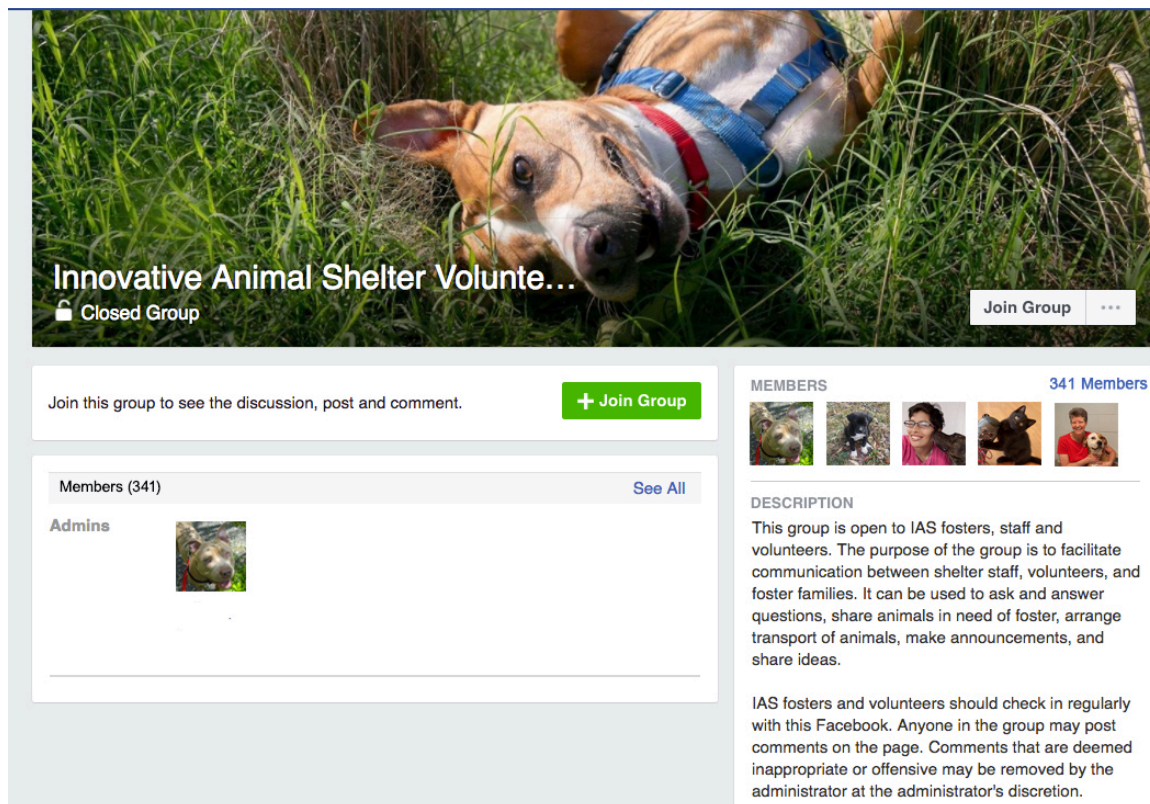 Innovative Animal Shelter Volunte...
Closed Group
Join Group
Join this group to see the discussion, post and comment.
+ Join Group
Members (341)
See All
Admins
MEMBERS
341 Members
DESCRIPTION
This group is open to IAS fosters, staff and
volunteers. The purpose of the group is to facilitate
communication between shelter staff, volunteers, and
foster families. It can be used to ask and answer
questions, share animals in need of foster, arrange
transport of animals, make announcements, and
share ideas.
IAS fosters and volunteers should check in regularly
with this Facebook. Anyone in the group may post
comments on the page. Comments that are deemed
inappropriate or offensive may be removed by the
administrator at the administrator's discretion.